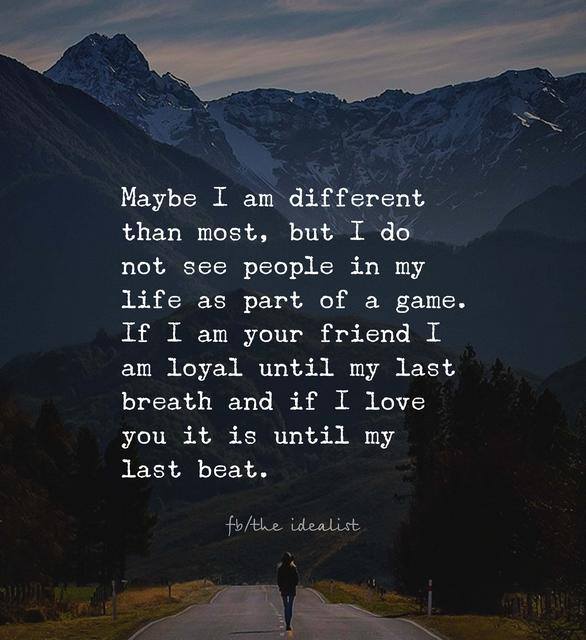 Maybe I am different
than most, but I do
not see people in my
life as part of a game.
If I am your friend I
am loyal until my last
breath and if I love
you it is until my
last beat.
fb/the idealist